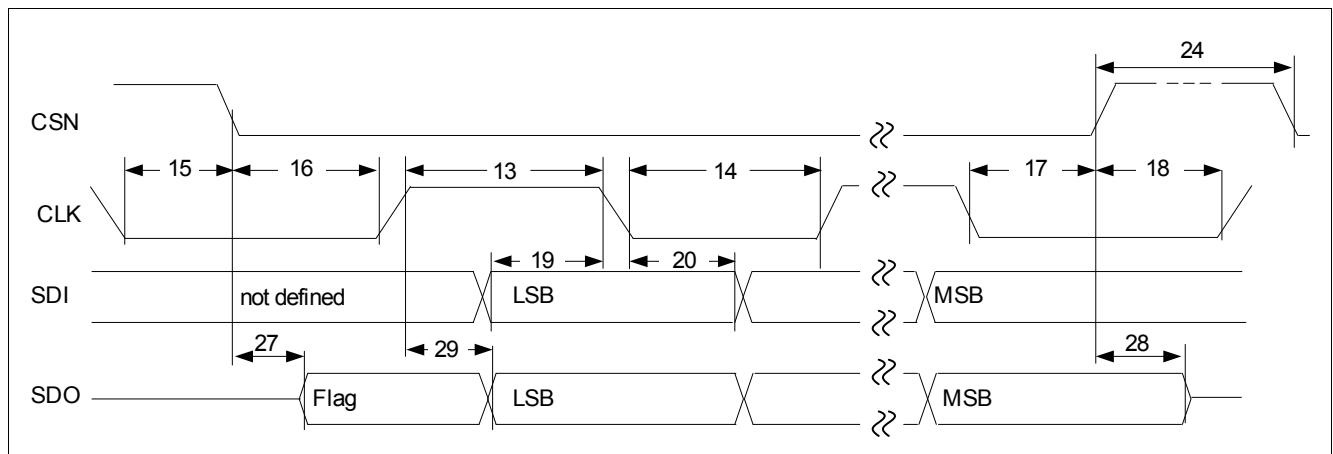 24
CSN
15
16
13
14
17
18
CLK
19
20
SDI
not defined
LSB
MSB
27
29
28
SDO
Flag
LSB
MSB